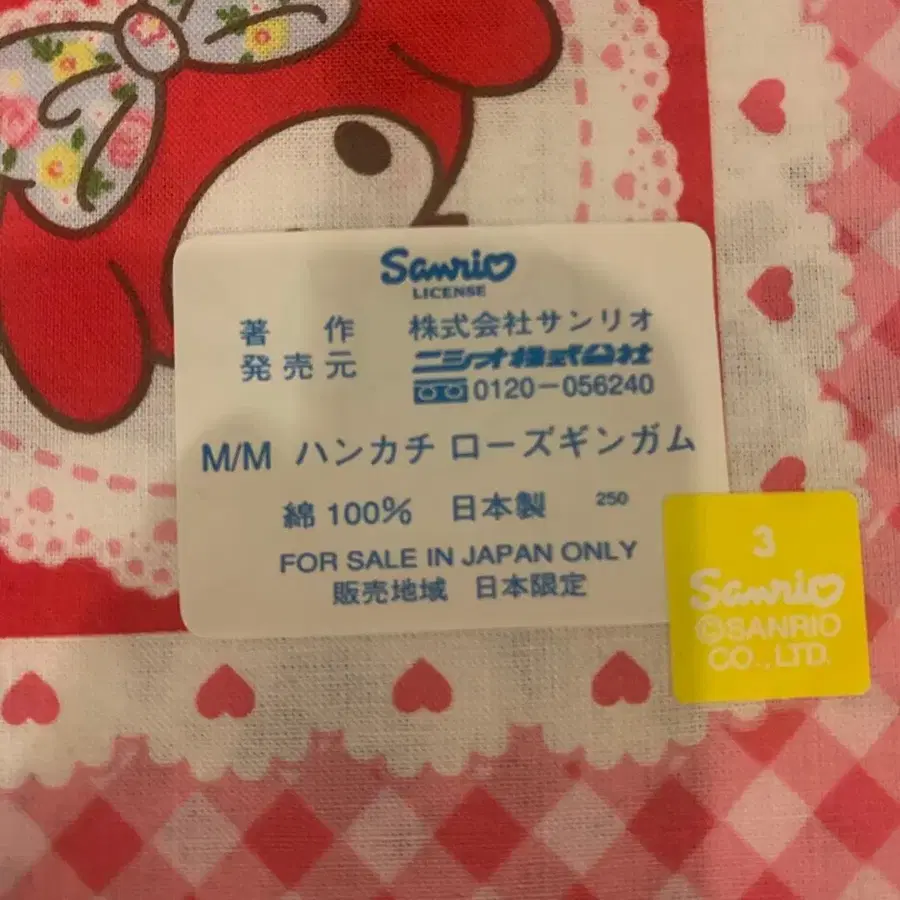 Sanrio
LICENSE
著作 株式会社サンリオ
発売元 ニシオ株式会社
0120-056240
M/M ハンカチ ローズギンガム
綿 100% 日本製 250
FOR SALE IN JAPAN ONLY
販売地域 日本限定
3
Sanrio
©SANRIO
CO., LTD.